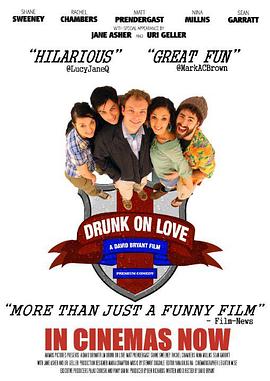 SHANE SWEENEY RACHEL CHAMBERS MATT PRENDERGAST NINA MILLNS SEAN GARRATT
WITH SPECIAL APPEARANCE BY
JANE ASHER AND URI GELLER
"HILARIOUS"
@LucyJaneQ
"GREAT FUN"
@MarkACBrown
DRUNK ON LOVE
A DAVID BRYANT FILM
PREMIUM COMEDY
"MORE THAN JUST A FUNNY FILM"
- Film-News
IN CINEMAS NOW